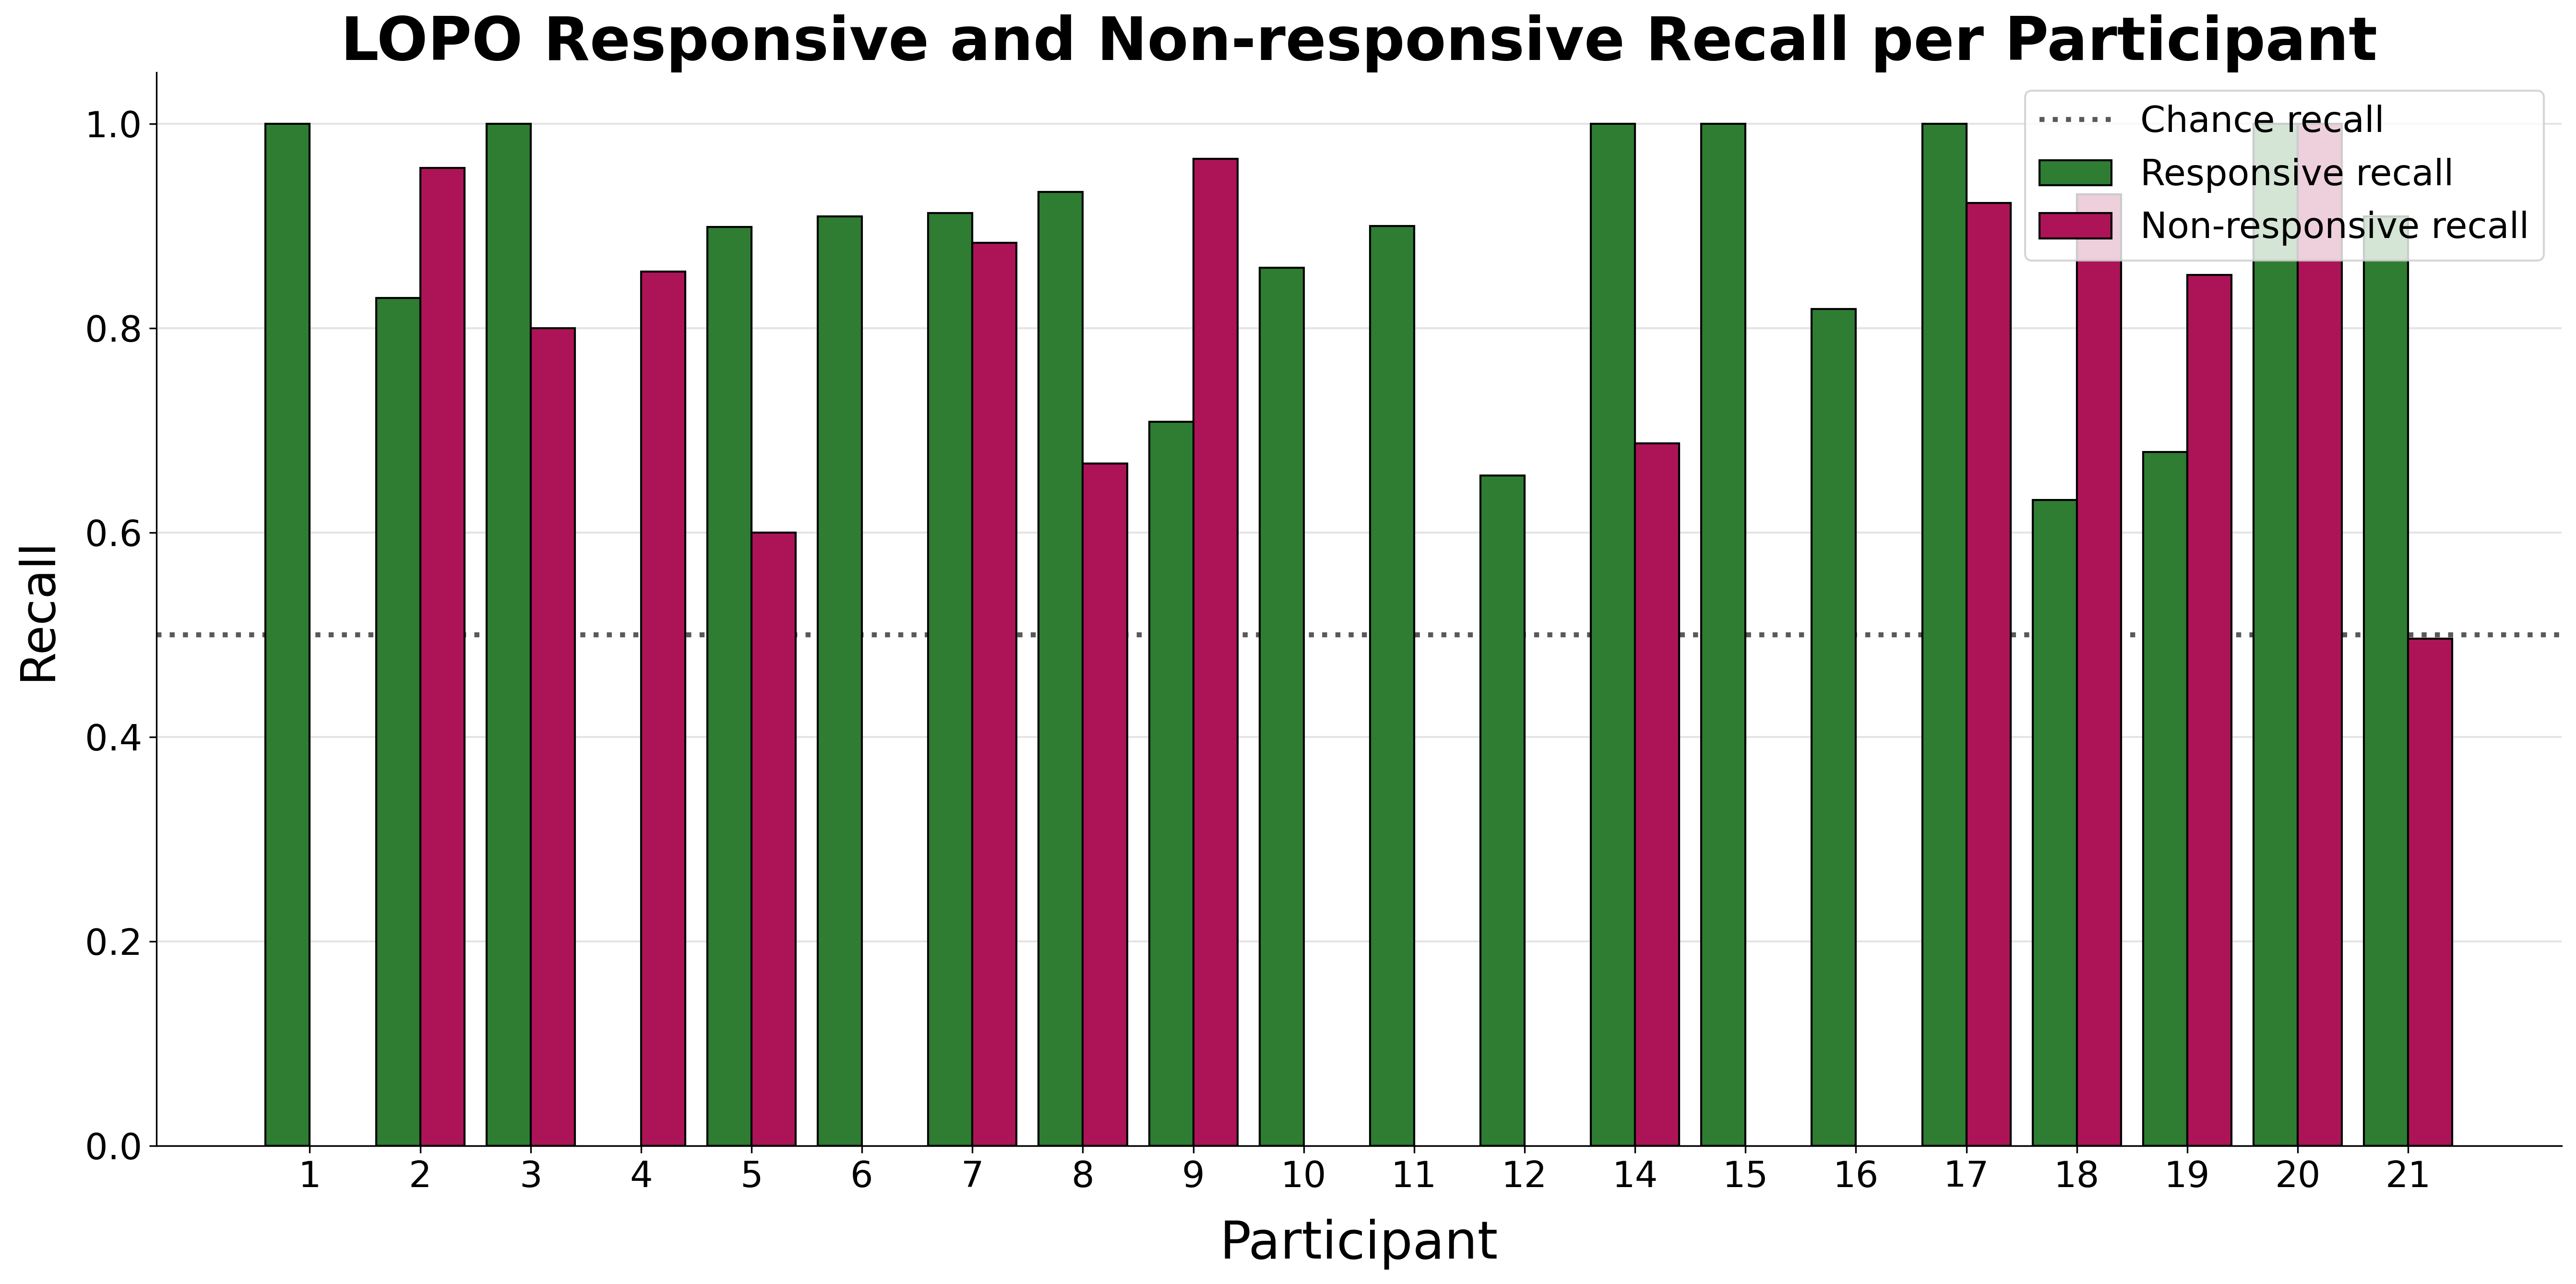 LOPO Responsive and Non-responsive Recall per Participant
Chance recall
Responsive recall
Non-responsive recall
Recall
1.0
0.8
0.6
0.4
0.2
0.0
1 2 3 4 5 6 7 8 9 10 11 12 14 15 16 17 18 19 20 21
Participant